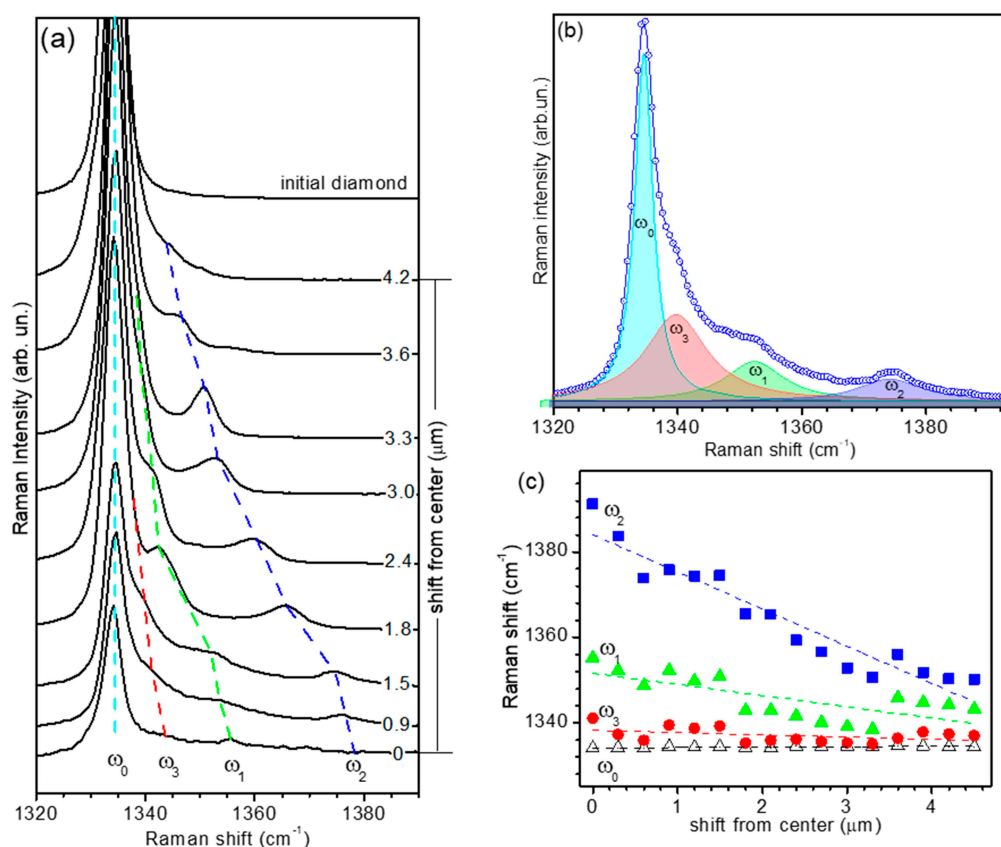 (a)
initial diamond
4.2
3.6
3.3
3.0
2.4
1.8
1.5
0.9
0
shift from center (μm)
Raman Intensity (arb. un.)
ω0 ω3 ω1 ω2
1320 1340 1360 1380
Raman shift (cm-1)
(b)
Raman intensity (arb.un.)
ω0
ω3
ω1
ω2
1320 1340 1360 1380
Raman shift (cm-1)
(c)
Raman shift (cm-1)
1380
1360
1340
ω2
ω1
ω3
ω0
0 1 2 3 4
shift from center (μm)